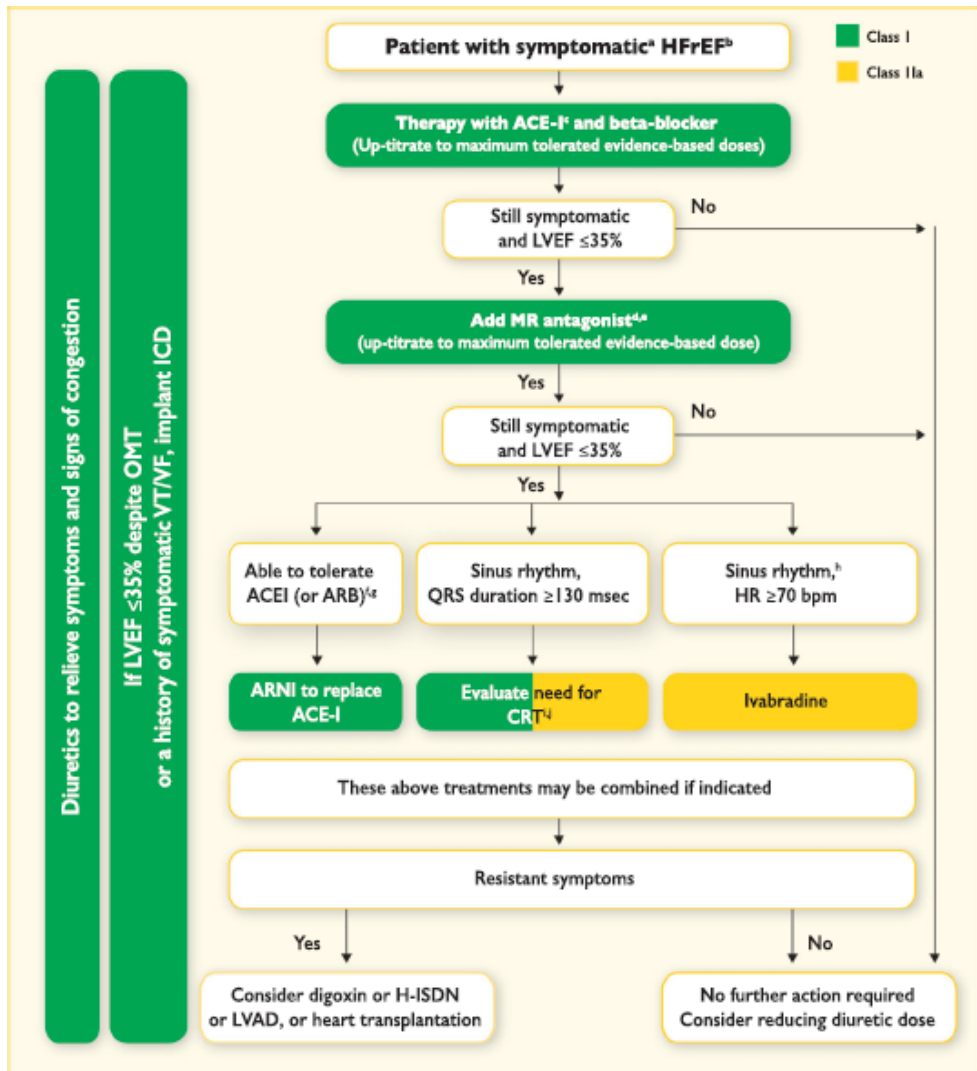 Patient with symptomaticᵃ HFrEFᵇ
Class I
Class IIa
Therapy with ACE-Iᶜ and beta-blocker
(Up-titrate to maximum tolerated evidence-based doses)
Still symptomatic
and LVEF ≤35%
No
Yes
Add MR antagonistᵈ,ᵉ
(up-titrate to maximum tolerated evidence-based dose)
Yes
Still symptomatic
and LVEF ≤35%
No
Yes
Able to tolerate
ACEI (or ARB)ᶠ,ᵍ
Sinus rhythm,
QRS duration ≥130 msec
Sinus rhythm,ʰ
HR ≥70 bpm
ARNI to replace
ACE-I
Evaluate need for
CRTⁱ,ʲ
Ivabradine
These above treatments may be combined if indicated
Resistant symptoms
Yes
No
Consider digoxin or H-ISDN
or LVAD, or heart transplantation
No further action required
Consider reducing diuretic dose
Diuretics to relieve symptoms and signs of congestion
If LVEF ≤35% despite OMT
or a history of symptomatic VT/VF, implant ICD